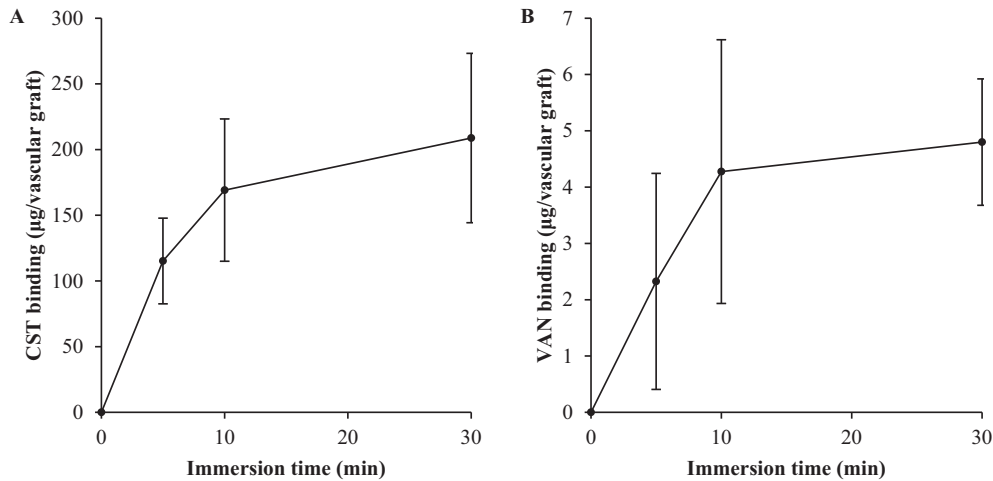 A
CST binding (µg/vascular graft)
300
250
200
150
100
50
0
0 10 20 30
Immersion time (min)
B
VAN binding (µg/vascular graft)
7
6
5
4
3
2
1
0
0 10 20 30
Immersion time (min)